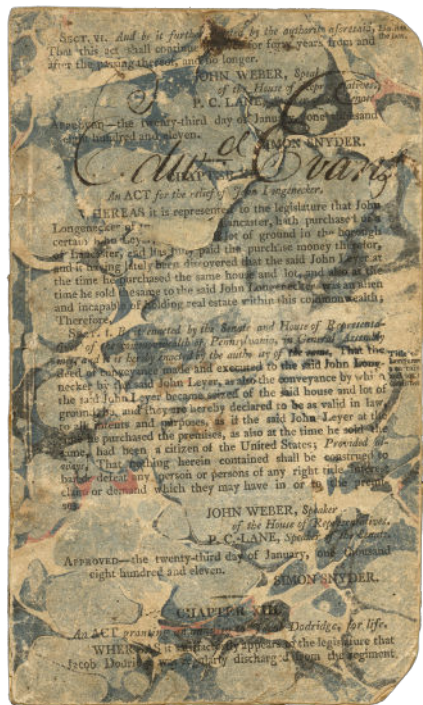 SECT. VI. And be it further enacted by the authority aforesaid,
That this act shall continue for forty years from and
after the passing thereof, and no longer.
JOHN WEBER, Speaker
of the House of Representatives.
P. C. LANE,
APPROVED—the twenty-third day of January, one thousand
eight hundred and eleven.
SIMON SNYDER.
Edwd Evans
CHAPTER
An ACT for the relief of John Longenecker.
WHEREAS it is represented to the legislature that John
Longenecker of Lancaster, hath purchased of a
certain John Leyer lot of ground in the borough
of Lancaster, and has fully paid the purchase money therefor,
and it having lately been discovered that the said John Leyer at
the time he purchased the same house and lot, and also at the
time he sold the same to the said John Longenecker was an alien
and incapable of holding real estate within this commonwealth;
Therefore,
SECT. I. BE it enacted by the Senate and House of Representa-
tives of the commonwealth of Pennsylvania, in General Assembly
met, and it is hereby enacted by the authority of the same, That the
deed of conveyance made and executed to the said John Long-
necker by the said John Leyer, as also the conveyance by which
the said John Leyer became seized of the said house and lot of
ground, be, and they are hereby declared to be as valid in law
to all intents and purposes, as if the said John Leyer at the
time he purchased the premises, as also at the time he sold the
same, had been a citizen of the United States; Provided al-
ways, That nothing herein contained shall be construed to
bar or defeat any person or persons of any right title, interest
claim or demand which they may have in or to the premi-
ses.
JOHN WEBER, Speaker
of the House of Representatives.
P. C. LANE, Speaker of the Senate.
APPROVED—the twenty-third day of January, one thousand
eight hundred and eleven.
SIMON SNYDER.
CHAPTER XIII.
An ACT granting an Dodridge, for life.
WHEREAS it satisfactorily appears to the legislature that
Jacob Dodridge was regularly discharged from the regiment